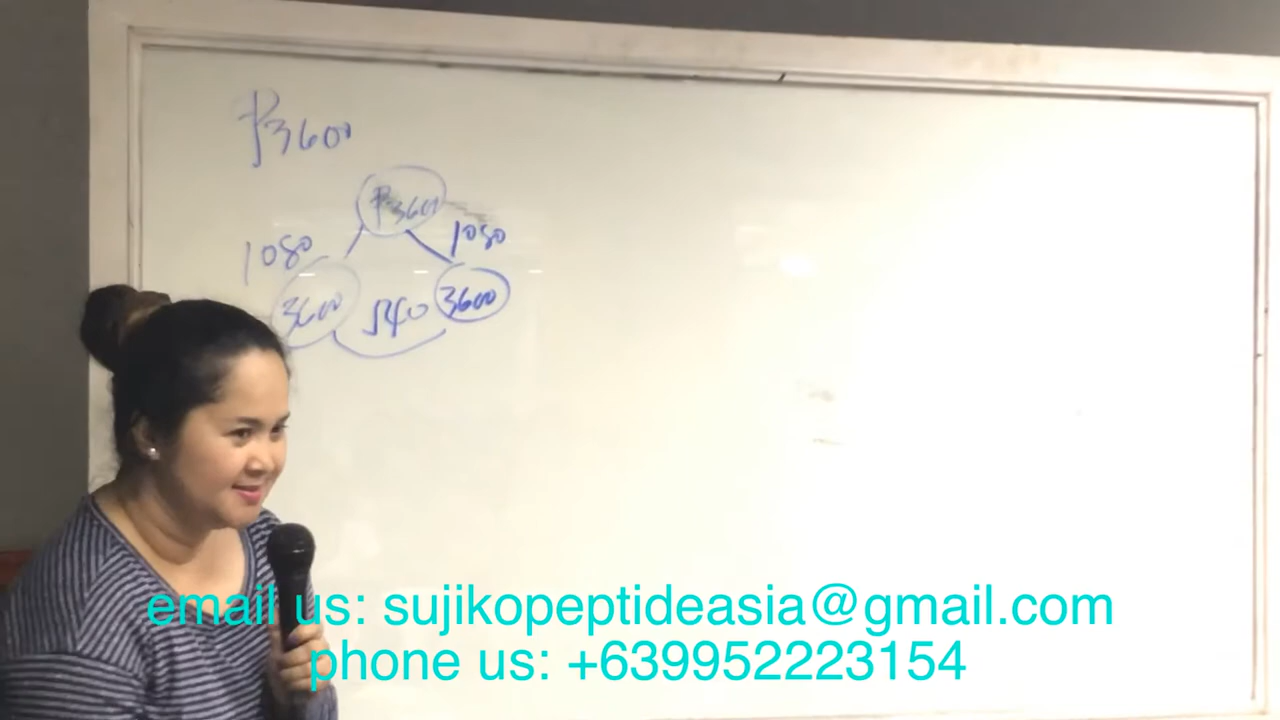 ₱3600
₱3600
1080 1080
3600 540 3600
email us: sujikopeptideasia@gmail.com
phone us: +639952223154